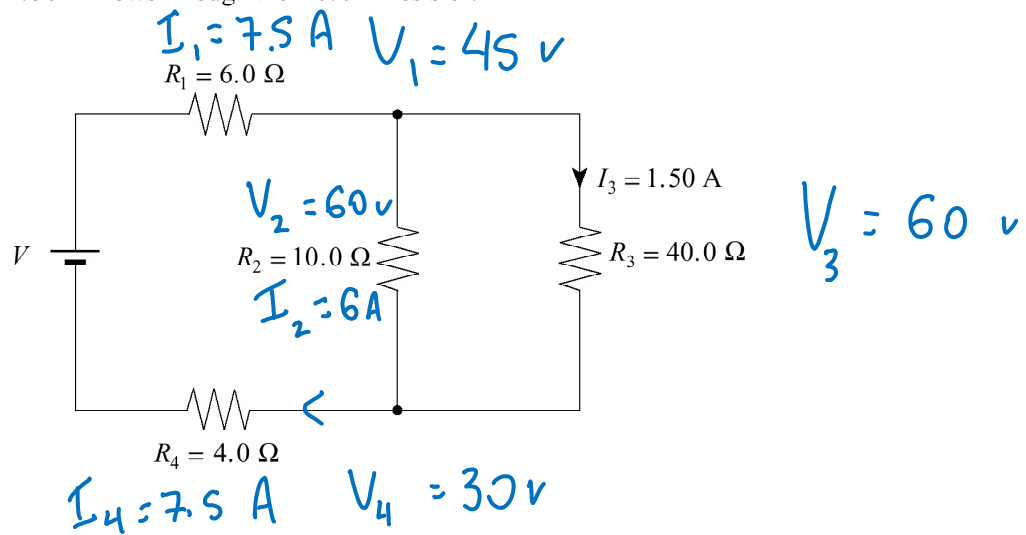 I₁ = 7.5 A V₁ = 45 v
R₁ = 6.0 Ω
I₃ = 1.50 A
V₂ = 60 v
V₃ = 60 v
V
R₂ = 10.0 Ω
R₃ = 40.0 Ω
I₂ = 6A
R₄ = 4.0 Ω
I₄ = 7.5 A V₄ = 30 v